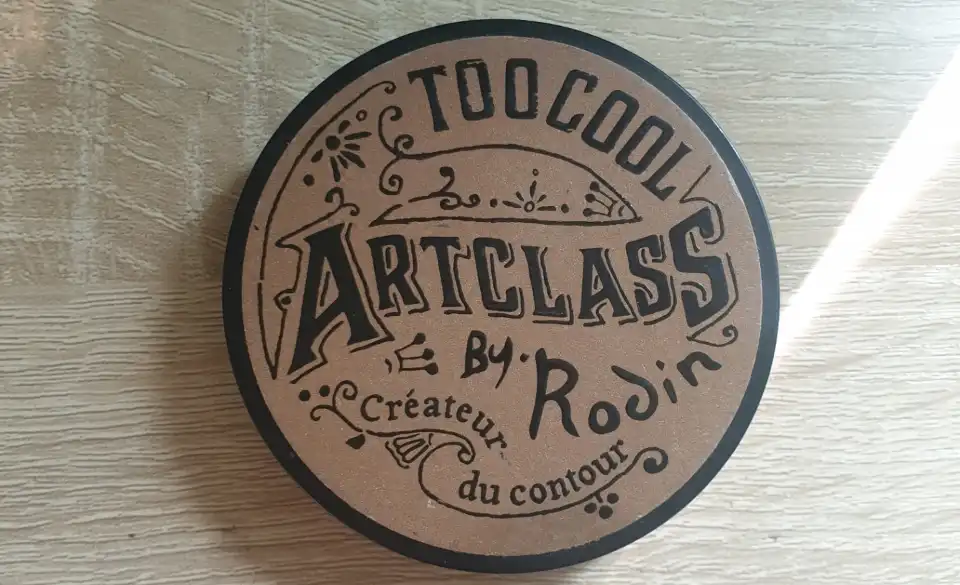 TOO COOL
ARTCLASS
By. Rodin
Créateur
du contour